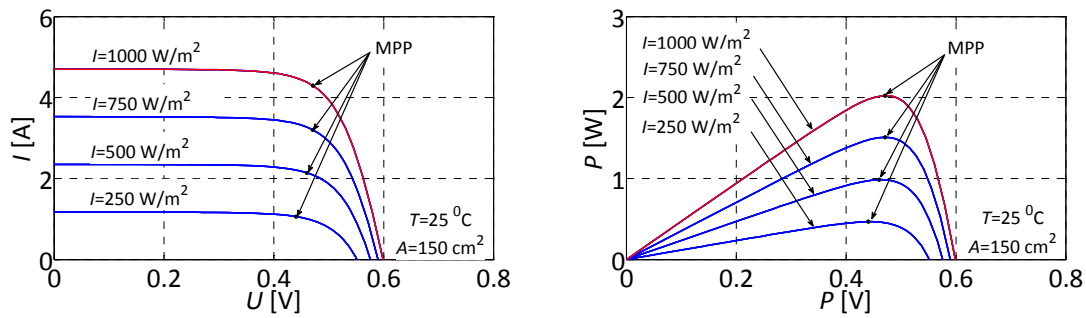 6
4
2
0
I [A]
I=1000 W/m²
I=750 W/m²
I=500 W/m²
I=250 W/m²
MPP
T=25 ⁰C
A=150 cm²
0 0.2 0.4 0.6 0.8
U [V]
3
2
1
0
P [W]
I=1000 W/m²
I=750 W/m²
I=500 W/m²
I=250 W/m²
MPP
T=25 ⁰C
A=150 cm²
0 0.2 0.4 0.6 0.8
P [V]